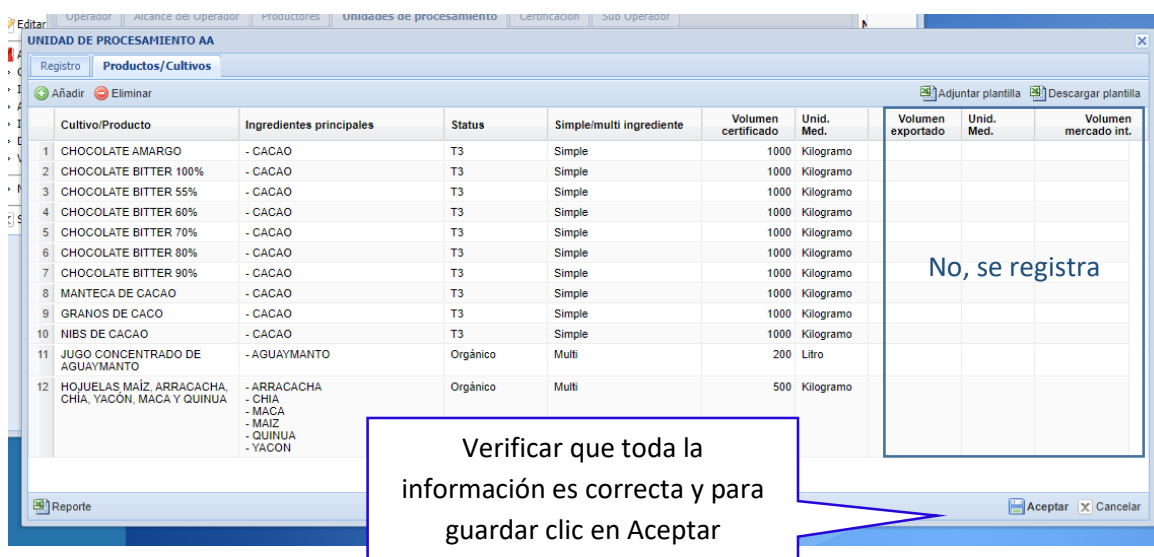 Editar
Operador Alcance del Operador Productores Unidades de procesamiento Certificación Sub Operador
UNIDAD DE PROCESAMIENTO AA
Registro Productos/Cultivos
Añadir Eliminar Adjuntar plantilla Descargar plantilla
Cultivo/Producto Ingredientes principales Status Simple/multi ingrediente Volumen certificado Unid. Med. Volumen exportado Unid. Med. Volumen mercado int.
1 CHOCOLATE AMARGO - CACAO T3 Simple 1000 Kilogramo
2 CHOCOLATE BITTER 100% - CACAO T3 Simple 1000 Kilogramo
3 CHOCOLATE BITTER 55% - CACAO T3 Simple 1000 Kilogramo
4 CHOCOLATE BITTER 60% - CACAO T3 Simple 1000 Kilogramo
5 CHOCOLATE BITTER 70% - CACAO T3 Simple 1000 Kilogramo
6 CHOCOLATE BITTER 80% - CACAO T3 Simple 1000 Kilogramo
7 CHOCOLATE BITTER 90% - CACAO T3 Simple 1000 Kilogramo
8 MANTECA DE CACAO - CACAO T3 Simple 1000 Kilogramo
9 GRANOS DE CACO - CACAO T3 Simple 1000 Kilogramo
10 NIBS DE CACAO - CACAO T3 Simple 1000 Kilogramo
11 JUGO CONCENTRADO DE - AGUAYMANTO Orgánico Multi 200 Litro
AGUAYMANTO
12 HOJUELAS MAÍZ, ARRACACHA, - ARRACACHA Orgánico Multi 500 Kilogramo
CHÍA, YACÓN, MACA Y QUINUA - CHIA
- MACA
- MAIZ
- QUINUA
- YACON
No, se registra
Verificar que toda la
información es correcta y para
guardar clic en Aceptar
Reporte Aceptar Cancelar